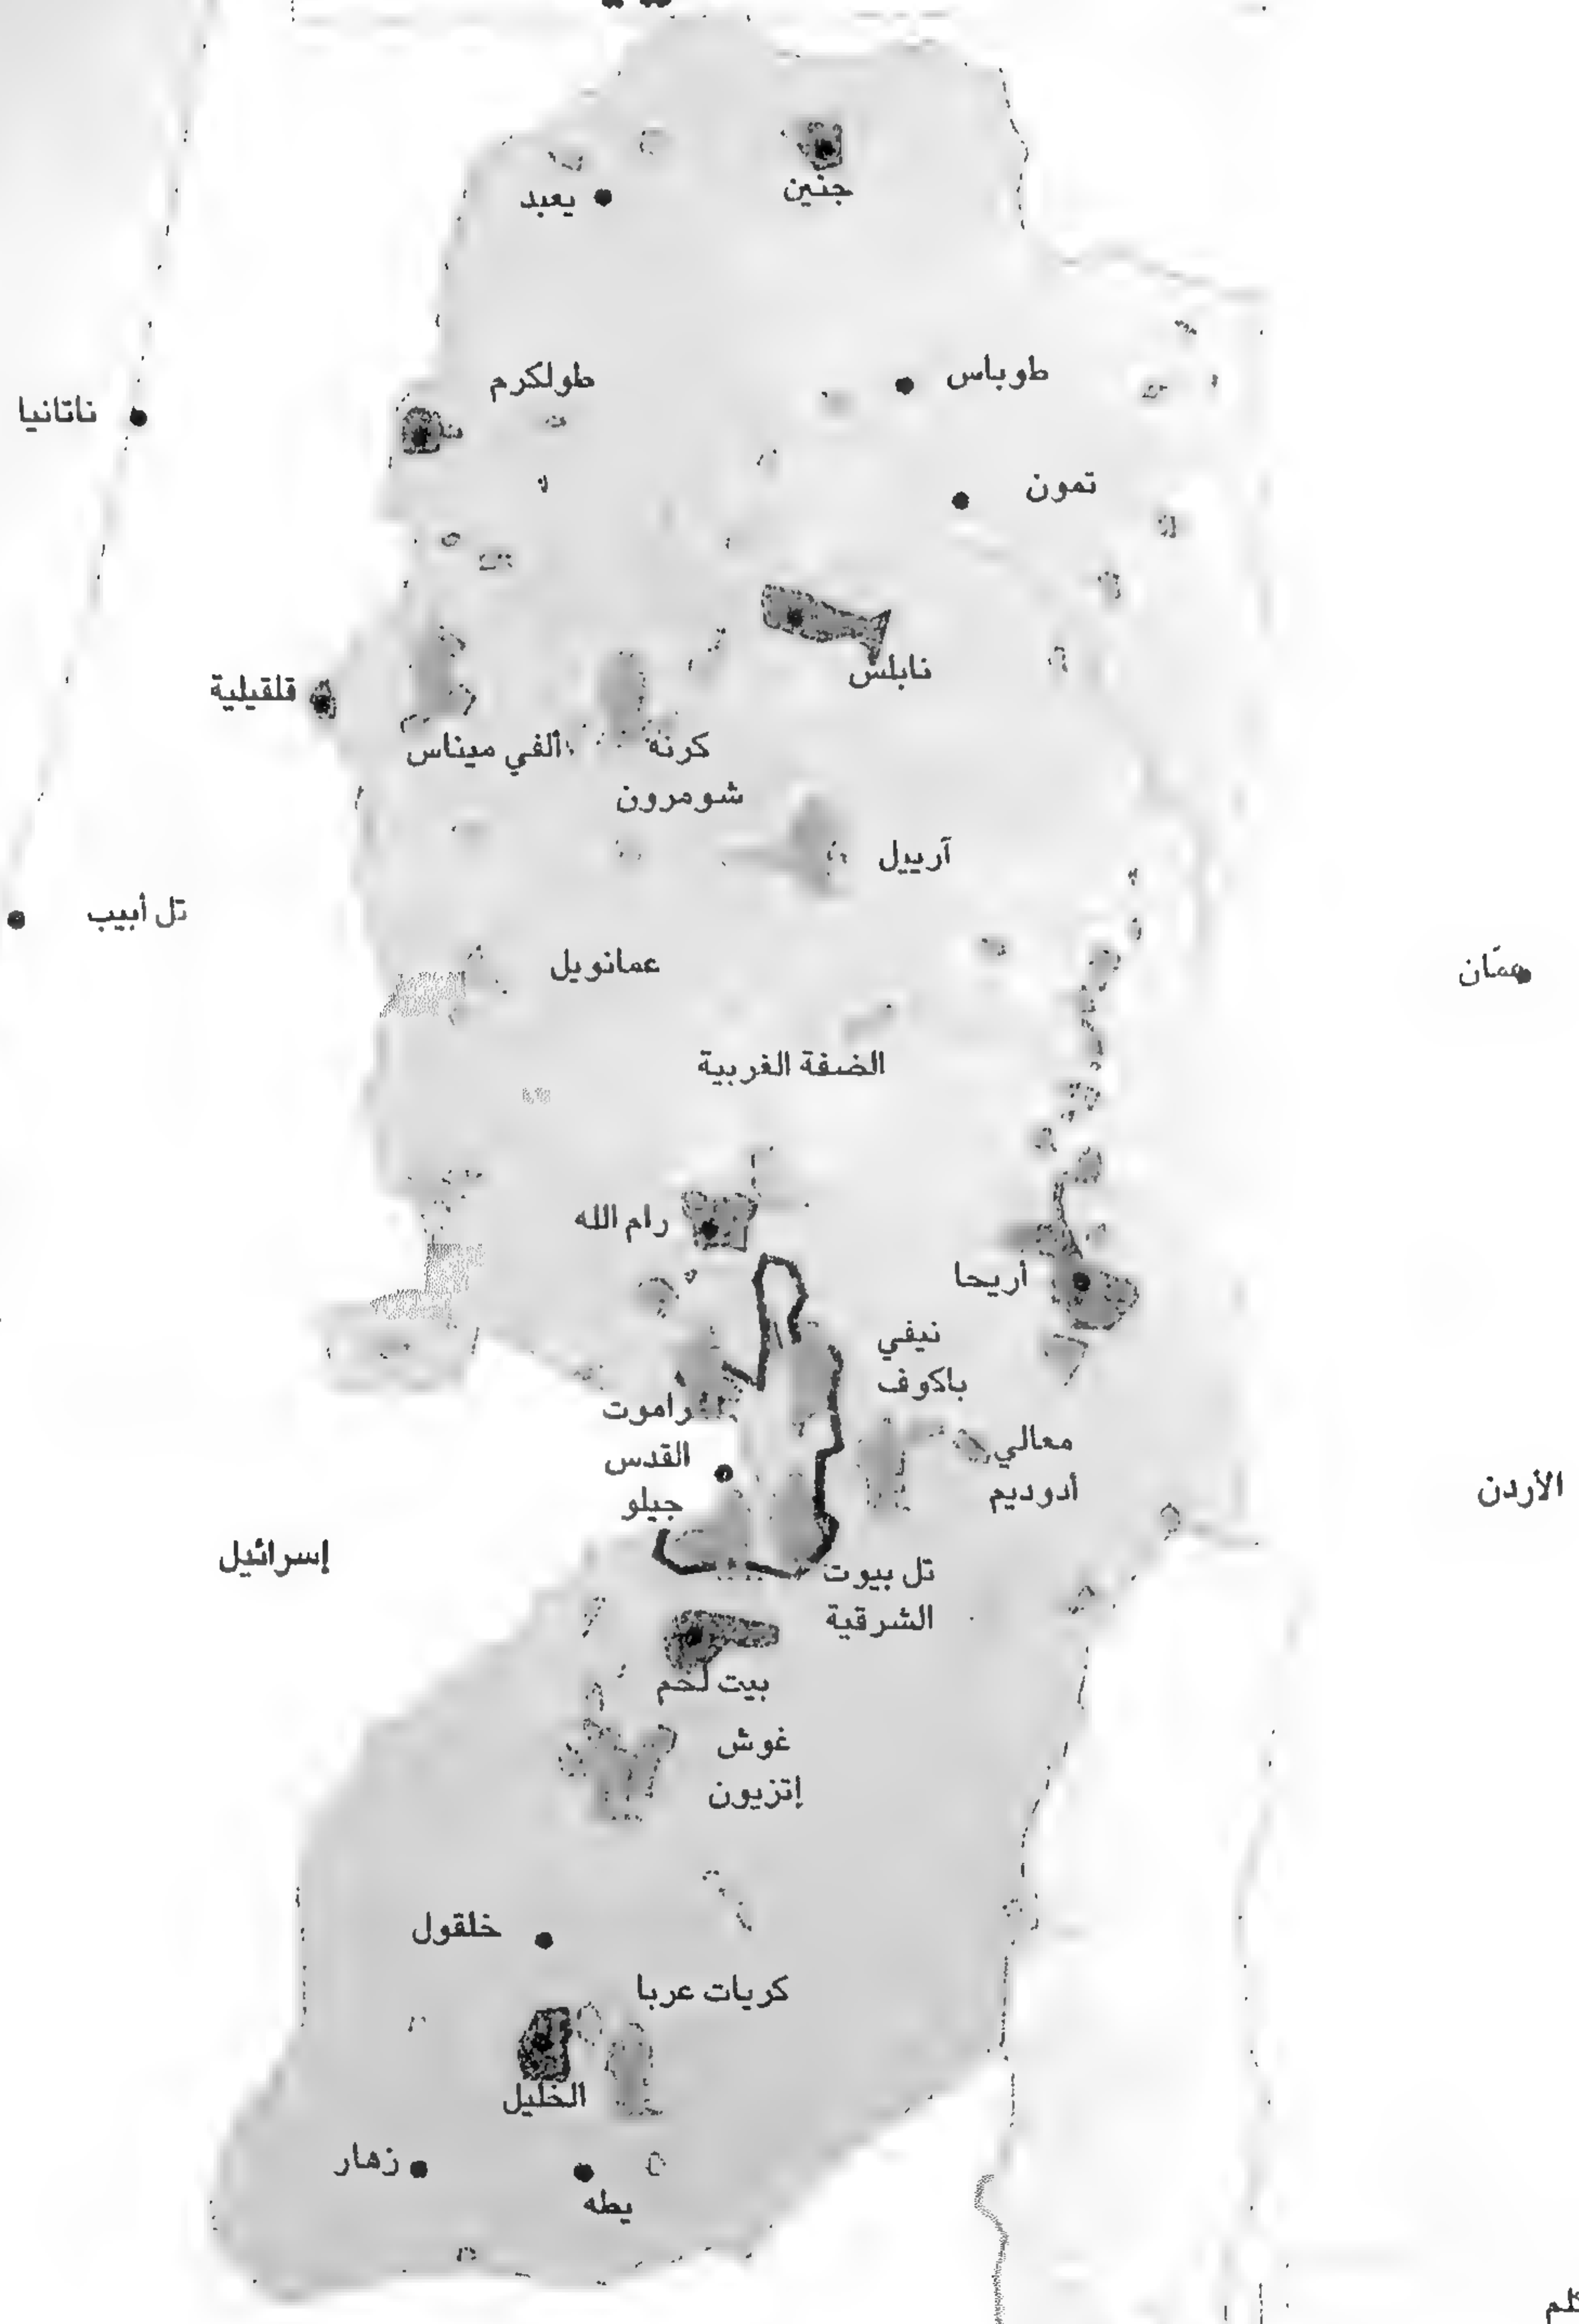 جنين
يعبد
طولكرم
طوباس
ناتانيا
تمون
نابلس
قلقيلية
ألفي ميناس
كرنه
شومرون
آرييل
تل أبيب
عمانويل
عمّان
الضفة الغربية
رام الله
أريحا
نيفي
باكوف
راموت
معالي
أدوديم
القدس
جيلو
الأردن
إسرائيل
تل بيوت
الشرقية
بيت لحم
غوش
إتزيون
خلقول
كريات عربا
الخليل
زهار
يطه